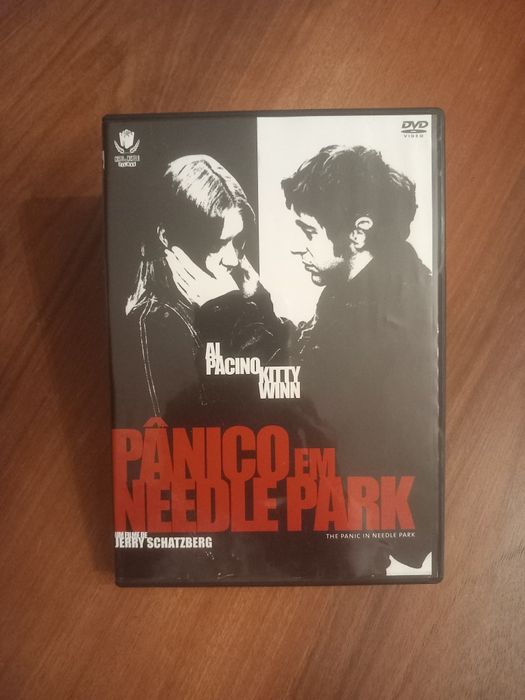 DVD
VIDEO
FILMES
AL
PACINO
KITTY
WINN
PÂNICO EM
NEEDLE PARK
UM FILME DE
JERRY SCHATZBERG
THE PANIC IN NEEDLE PARK